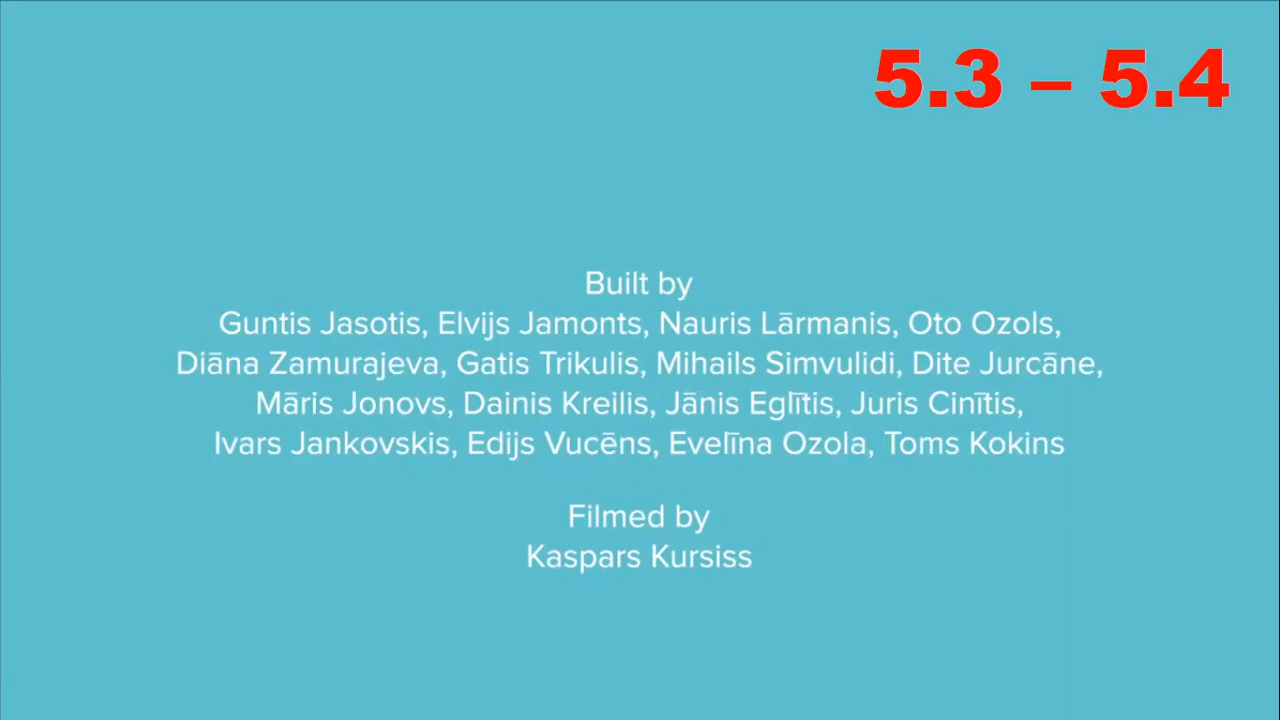 5.3 – 5.4
Built by
Guntis Jasotis, Elvijs Jamonts, Nauris Lārmanis, Oto Ozols,
Diāna Zamurajeva, Gatis Trikulis, Mihails Simvulidi, Dite Jurcāne,
Māris Jonovs, Dainis Kreilis, Jānis Eglītis, Juris Cinītis,
Ivars Jankovskis, Edijs Vucēns, Evelīna Ozola, Toms Kokins
Filmed by
Kaspars Kursiss